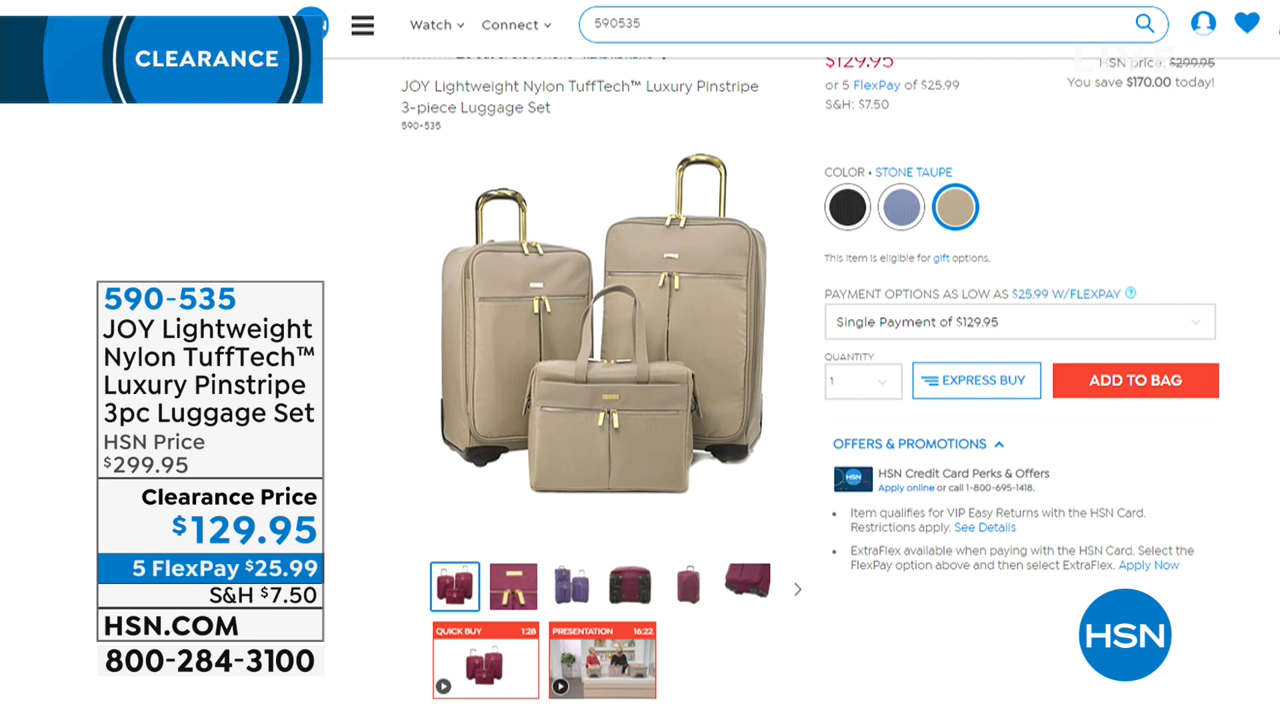 CLEARANCE
Watch
Connect
590535
LIVE
$129.95
HSN price: $299.95
You save $170.00 today!
or 5 FlexPay of $25.99
S&H: $7.50
JOY Lightweight Nylon TuffTech™ Luxury Pinstripe
3-piece Luggage Set
590-535
COLOR • STONE TAUPE
This item is eligible for gift options.
PAYMENT OPTIONS AS LOW AS $25.99 W/FLEXPAY ?
Single Payment of $129.95
QUANTITY
1
EXPRESS BUY
ADD TO BAG
OFFERS & PROMOTIONS
HSN
HSN Credit Card Perks & Offers
Apply online or call 1-800-695-1418.
• Item qualifies for VIP Easy Returns with the HSN Card.
Restrictions apply. See Details
• ExtraFlex available when paying with the HSN Card. Select the
FlexPay option above and then select ExtraFlex. Apply Now
QUICK BUY 1:28
PRESENTATION 16:22
590-535
JOY Lightweight
Nylon TuffTech™
Luxury Pinstripe
3pc Luggage Set
HSN Price
$299.95
Clearance Price
$129.95
5 FlexPay $25.99
S&H $7.50
HSN.COM
800-284-3100
HSN